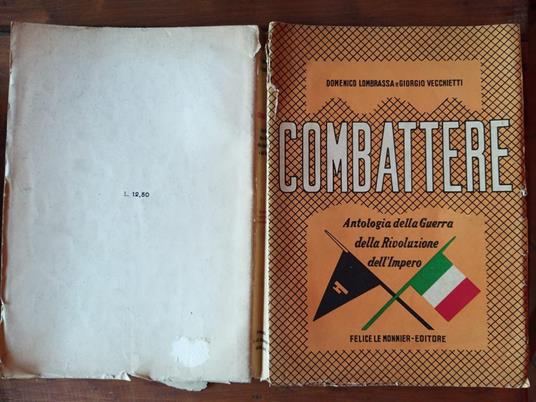 L. 12,50
DOMENICO LOMBRASSA e GIORGIO VECCHIETTI
COMBATTERE
Antologia della Guerra
della Rivoluzione
dell'Impero
FELICE LE MONNIER-EDITORE